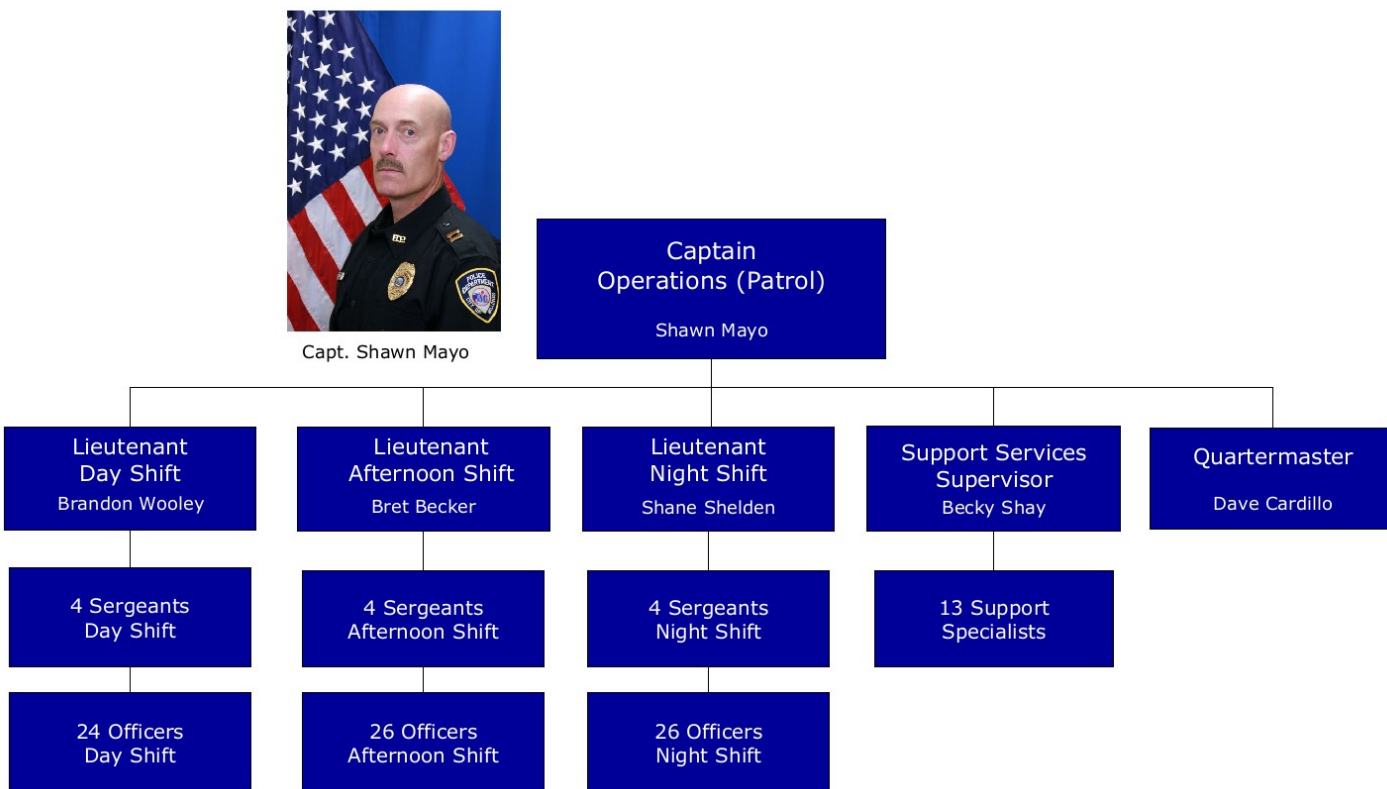 Capt. Shawn Mayo
Captain
Operations (Patrol)
Shawn Mayo
Lieutenant
Day Shift
Brandon Wooley
Lieutenant
Afternoon Shift
Bret Becker
Lieutenant
Night Shift
Shane Shelden
Support Services
Supervisor
Becky Shay
Quartermaster
Dave Cardillo
4 Sergeants
Day Shift
4 Sergeants
Afternoon Shift
4 Sergeants
Night Shift
13 Support
Specialists
24 Officers
Day Shift
26 Officers
Afternoon Shift
26 Officers
Night Shift
POLICE
DEPARTMENT